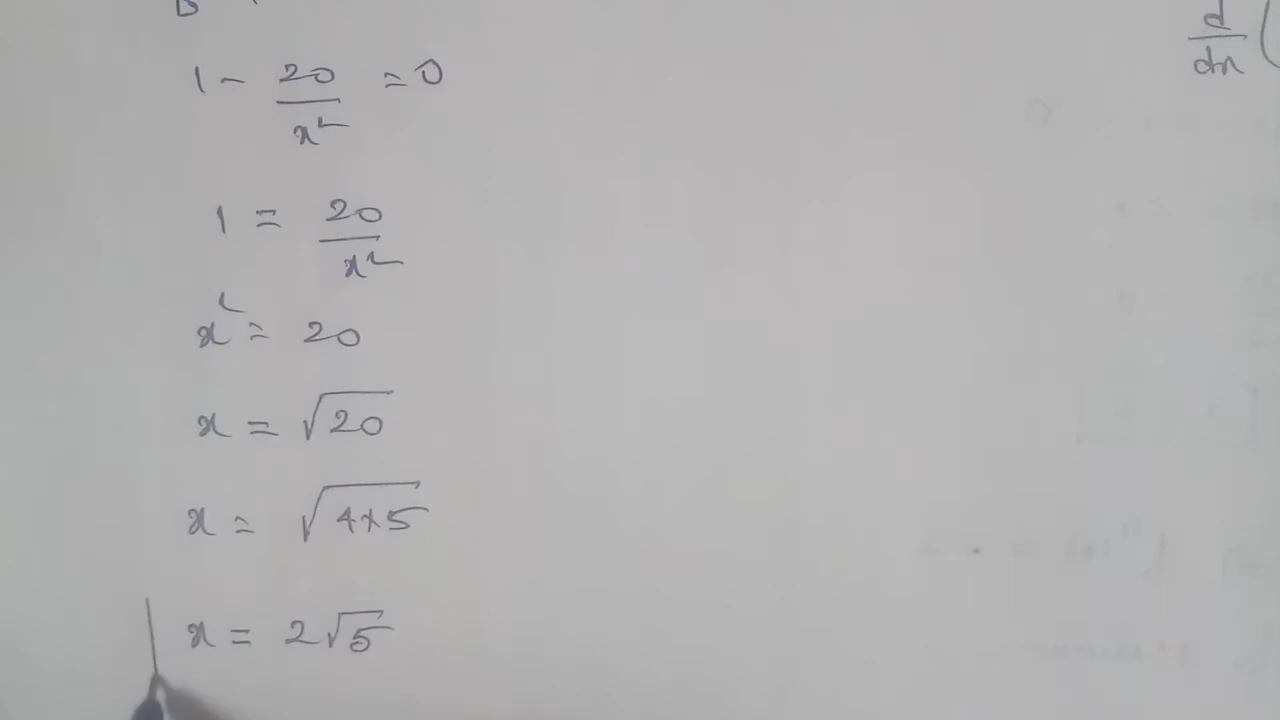 1 - 20/x² = 0
1 = 20/x²
x² = 20
x = √20
x = √4×5
x = 2√5
d/dx (